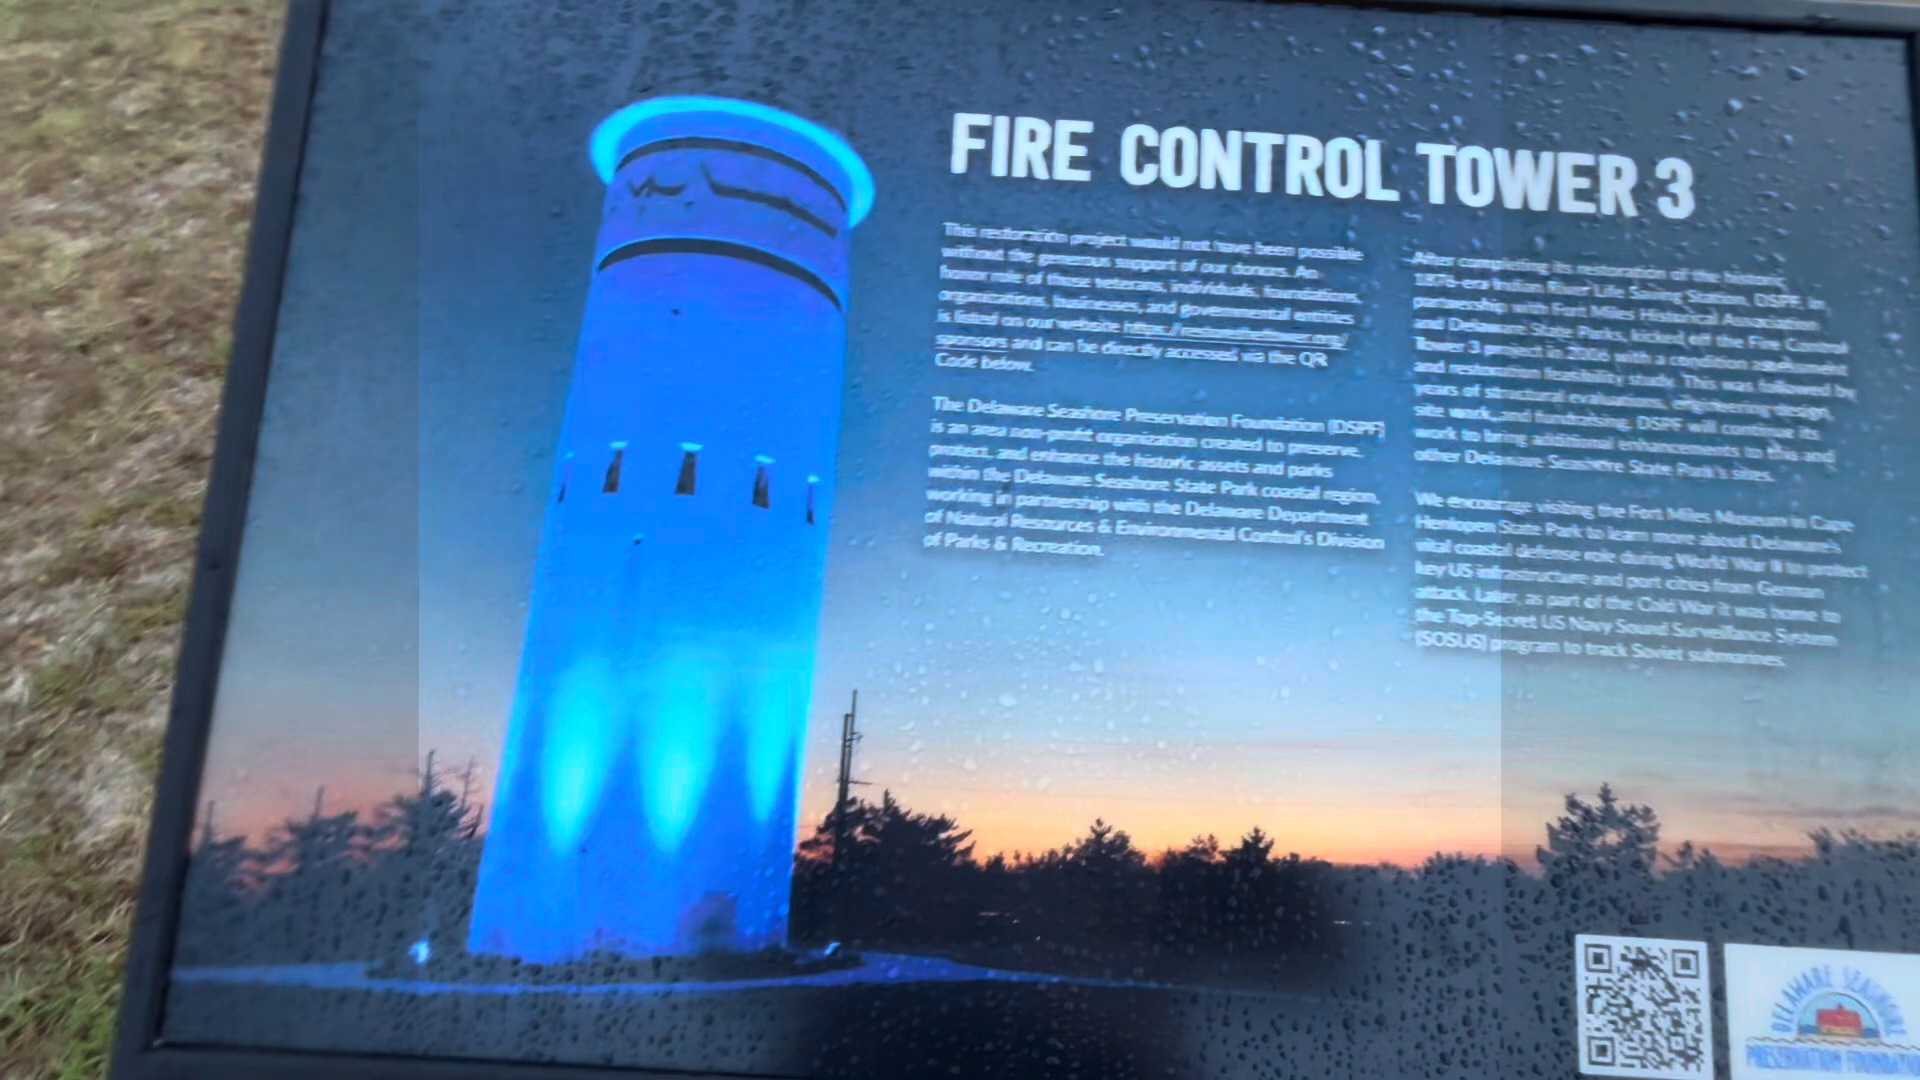 FIRE CONTROL TOWER 3
This restoration project would not have been possible
without the generous support of our donors. An
honor role of those veterans, individuals, foundations,
organizations, businesses, and governmental entities
is listed on our website https://restorethetower.org/
sponsors and can be directly accessed via the QR
Code below.
The Delaware Seashore Preservation Foundation (DSPF)
is an area non-profit organization created to preserve,
protect, and enhance the historic assets and parks
within the Delaware Seashore State Park coastal region,
working in partnership with the Delaware Department
of Natural Resources & Environmental Control's Division
of Parks & Recreation.
After completing its restoration of the historic,
1876-era Indian River Life Saving Station, DSPF, in
partnership with Fort Miles Historical Association
and Delaware State Parks, kicked off the Fire Control
Tower 3 project in 2006 with a condition assessment
and restoration feasibility study. This was followed by
years of structural evaluations, engineering design,
site work, and fundraising. DSPF will continue its
work to bring additional enhancements to this and
other Delaware Seashore State Park's sites.
We encourage visiting the Fort Miles Museum in Cape
Henlopen State Park to learn more about Delaware's
vital coastal defense role during World War II to protect
key US infrastructure and port cities from German
attack. Later, as part of the Cold War it was home to
the Top-Secret US Navy Sound Surveillance System
(SOSUS) program to track Soviet submarines.
DELAWARE SEASHORE
PRESERVATION FOUNDATION